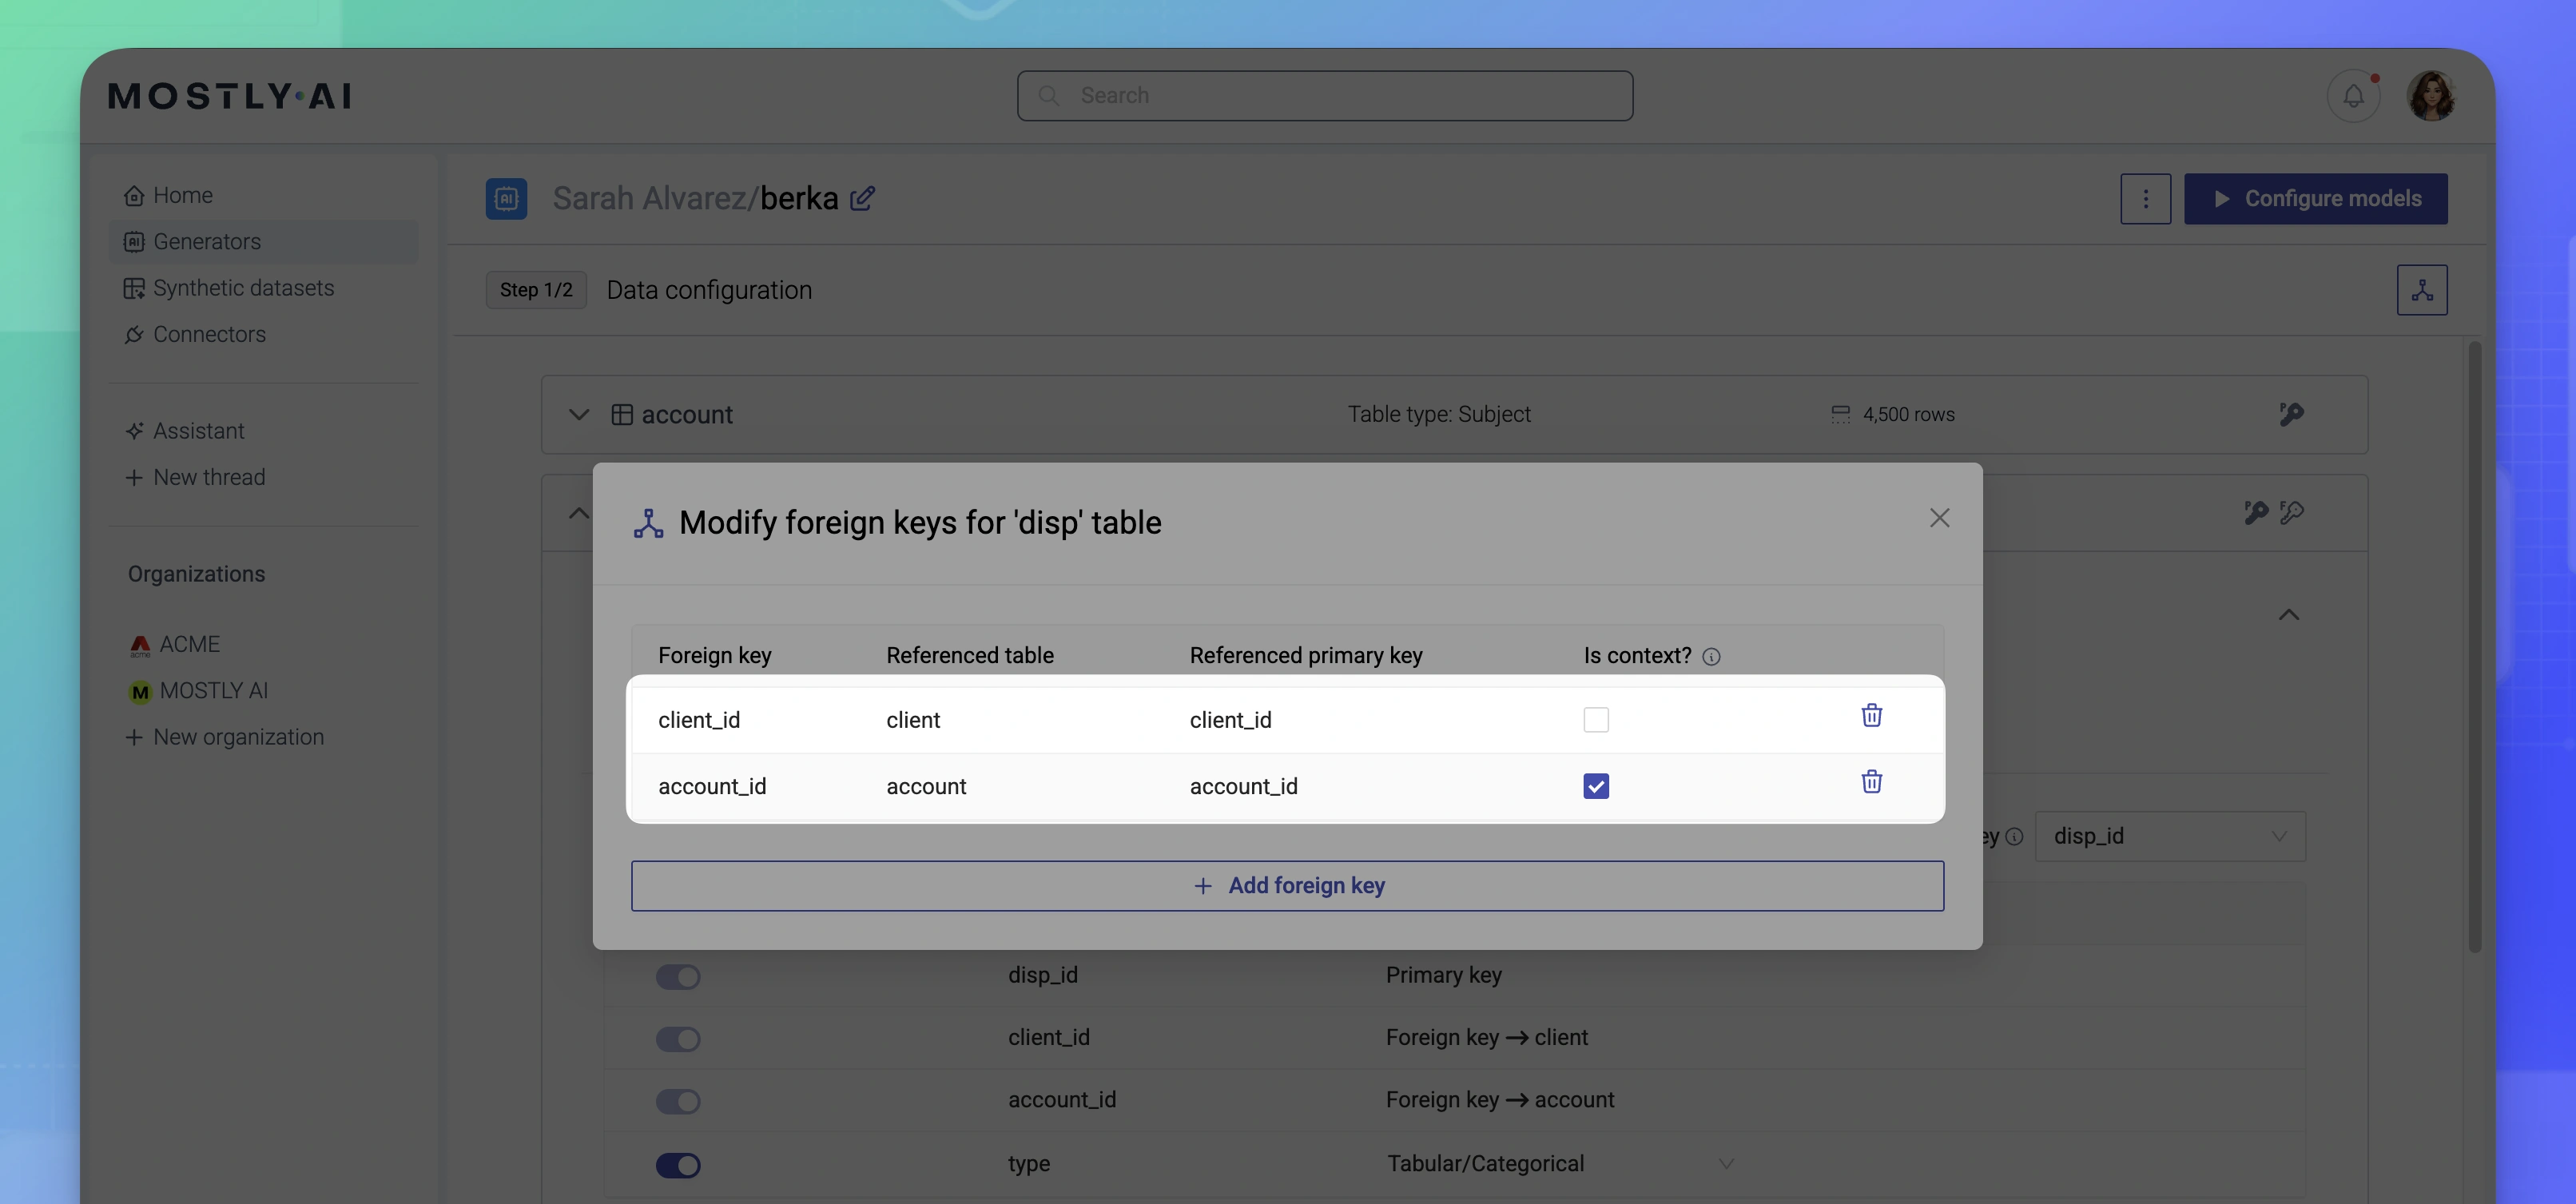 MOSTLY·AI
Search
Home
Generators
Synthetic datasets
Connectors
Assistant
New thread
Organizations
acme ACME
M MOSTLY AI
New organization
AI Sarah Alvarez/berka
Configure models
Step 1/2 Data configuration
account Table type: Subject 4,500 rows
Modify foreign keys for 'disp' table
Foreign key Referenced table Referenced primary key Is context?
client_id client client_id
account_id account account_id
ey disp_id
+ Add foreign key
disp_id Primary key
client_id Foreign key → client
account_id Foreign key → account
type Tabular/Categorical